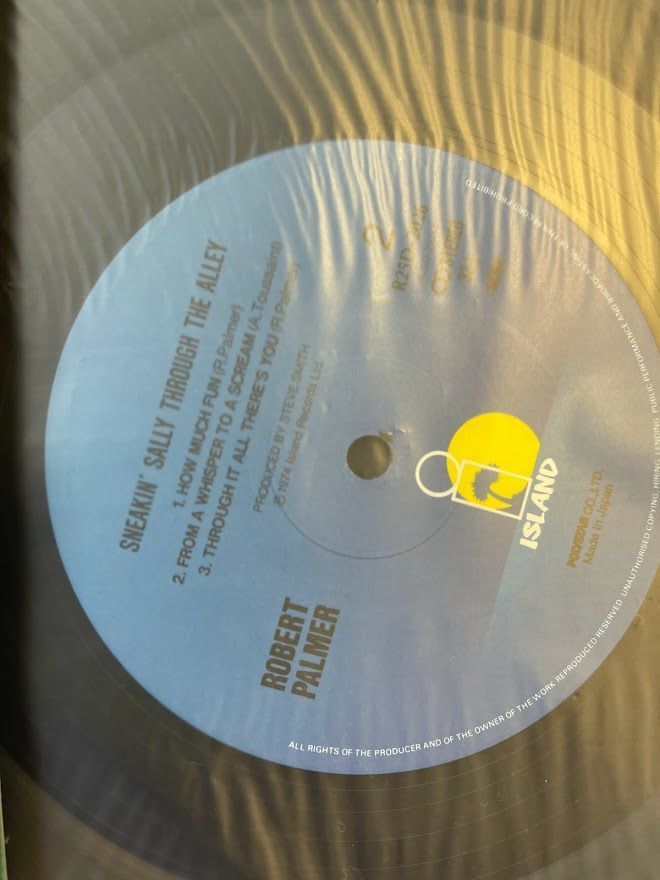 SNEAKIN' SALLY THROUGH THE ALLEY
1. HOW MUCH FUN (R.Palmer)
2. FROM A WHISPER TO A SCREAM (A.Toussaint)
3. THROUGH IT ALL THERE'S YOU (R.Palmer)
PRODUCED BY STEVE SMITH
℗ 1974 Island Records Ltd.
ROBERT
PALMER
2
ISLAND
POLYSTAR CO.,LTD.
Made in Japan
ALL RIGHTS OF THE PRODUCER AND OF THE OWNER OF THE WORK REPRODUCED RESERVED. UNAUTHORISED COPYING, HIRING, LENDING, PUBLIC PERFORMANCE AND BROADCASTING OF THIS RECORD PROHIBITED